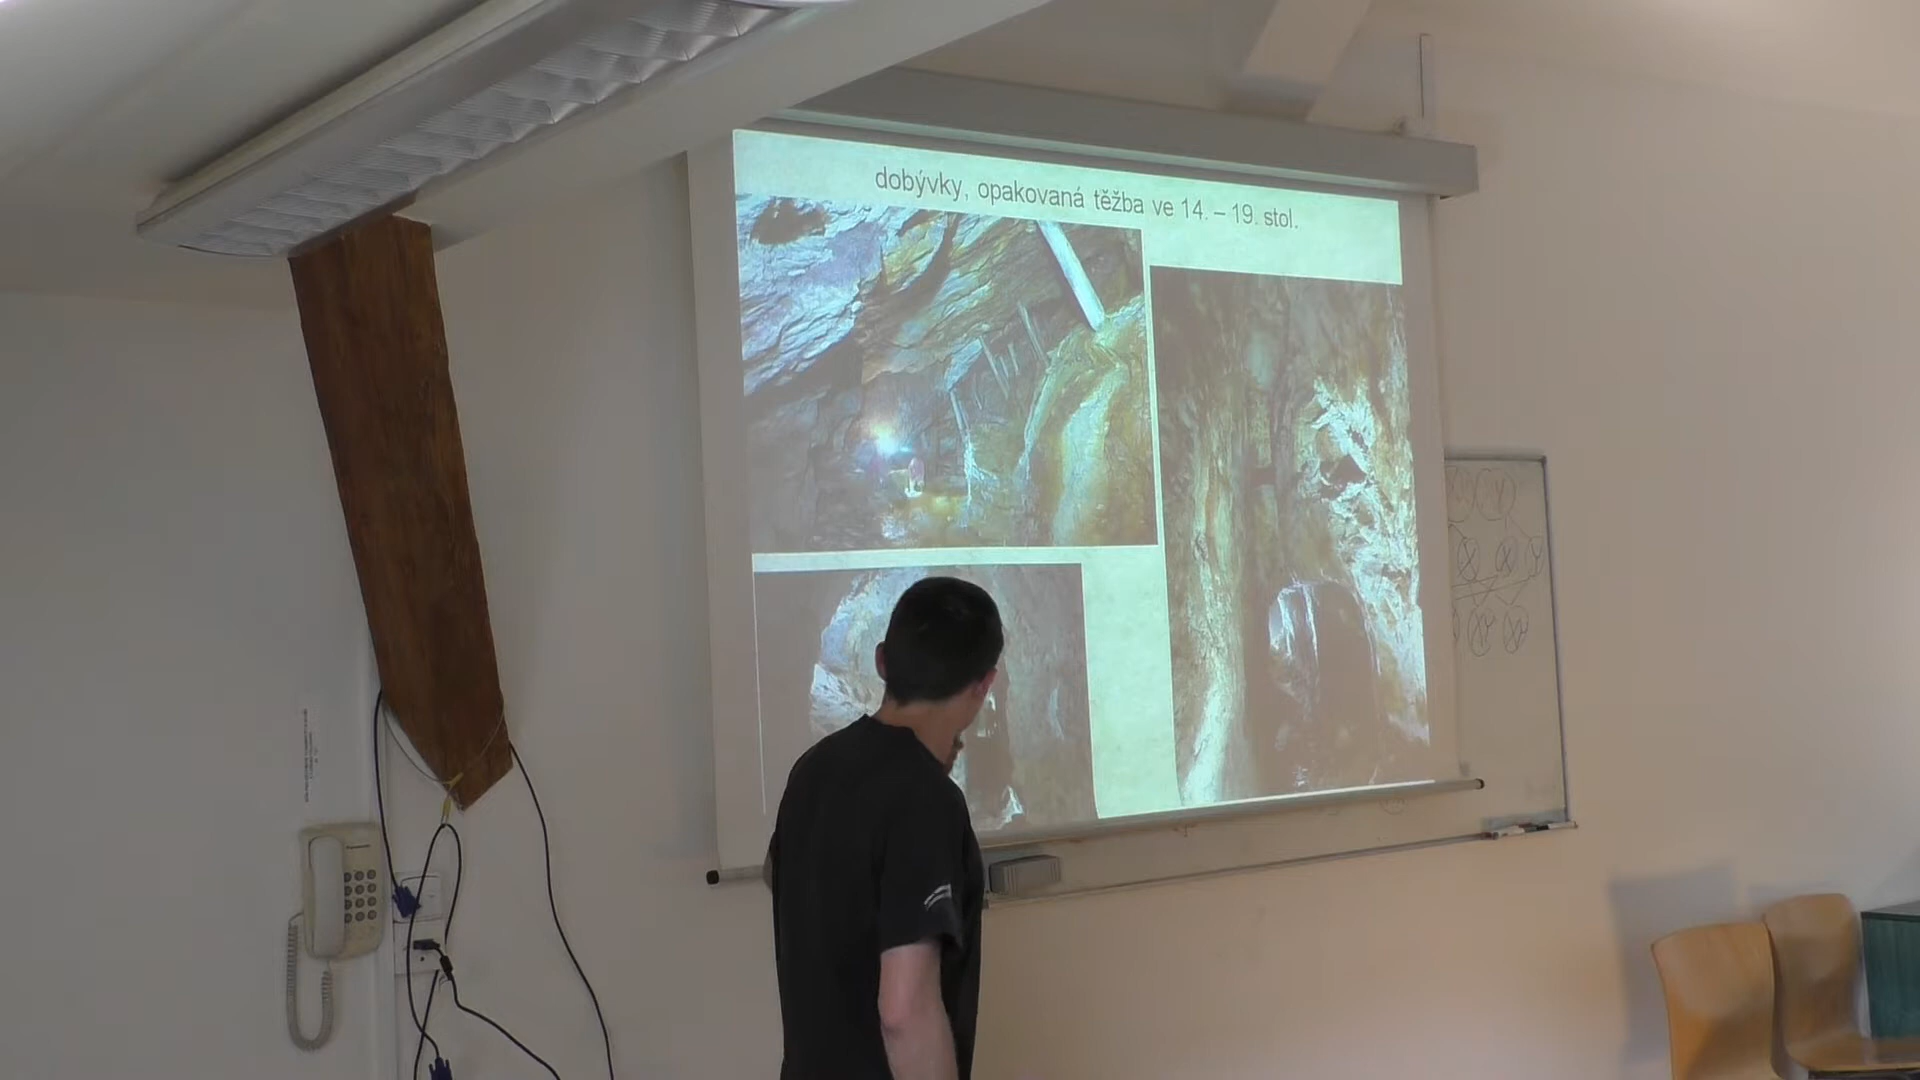 dobývky, opakovaná těžba ve 14. – 19. stol.